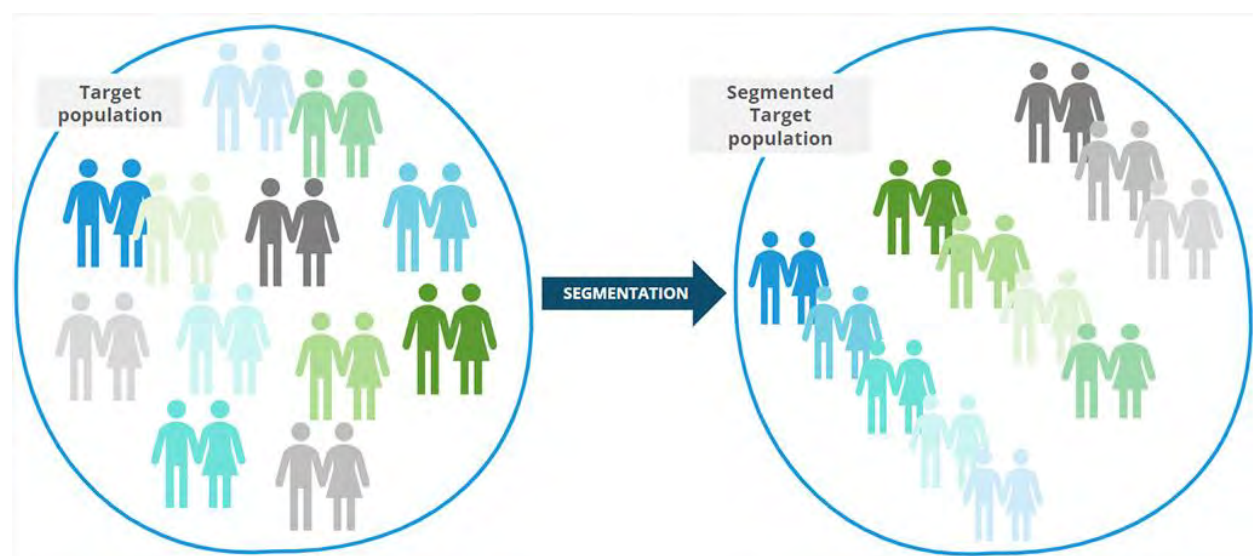 Target
population
SEGMENTATION
Segmented
Target
population